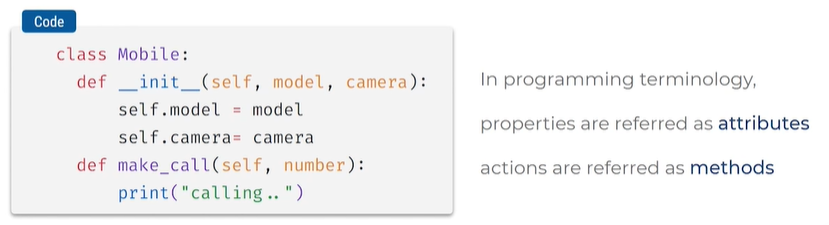 Code
class Mobile:
def __init__(self, model, camera):
self.model = model
self.camera= camera
def make_call(self, number):
print("calling..")
In programming terminology,
properties are referred as attributes
actions are referred as methods